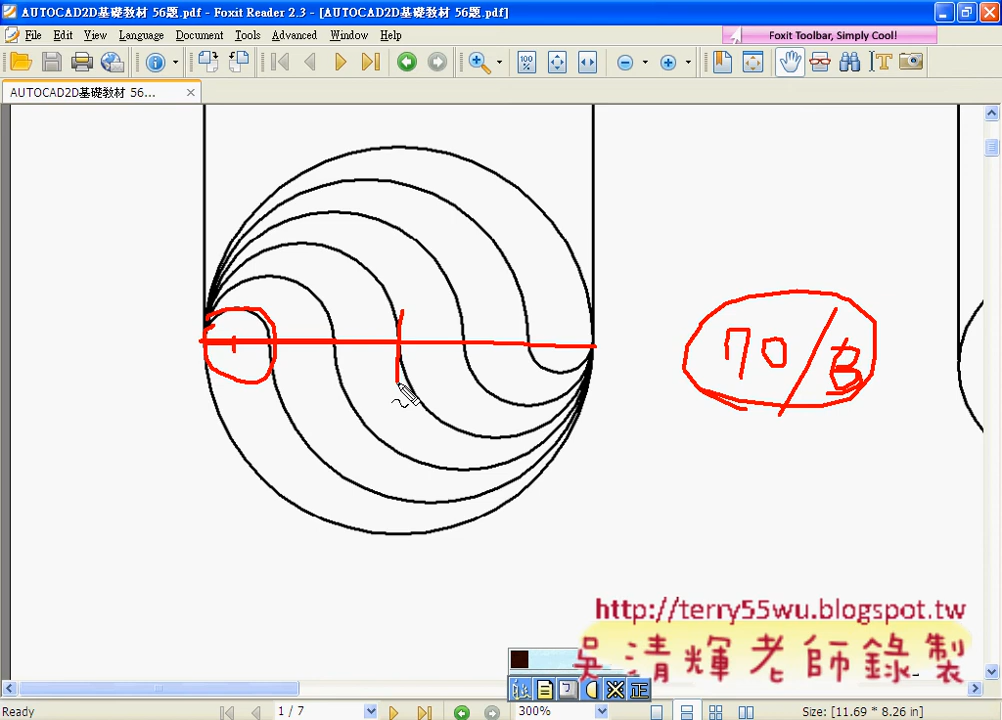 AUTOCAD2D基礎教材 56題.pdf - Foxit Reader 2.3 - [AUTOCAD2D基礎教材 56題.pdf]
File Edit View Language Document Tools Advanced Window Help
Foxit Toolbar, Simply Cool!
AUTOCAD2D基礎教材 56...
70/B
http://terry55wu.blogspot.tw
吳清輝老師錄製
正
Ready
1 / 7
300%
Size: [11.69 * 8.26 in]